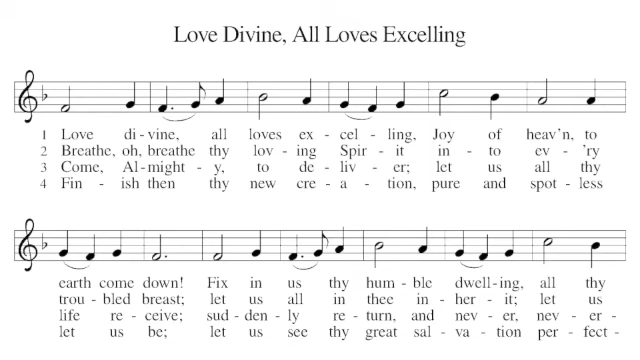 Love Divine, All Loves Excelling
1 Love di - vine, all loves ex - cel - ling, Joy of heav'n, to
2 Breathe, oh, breathe thy lov - ing Spir - it in - to ev - 'ry
3 Come, Al - might - y, to de - liv - er; let us all thy
4 Fin - ish then thy new cre - a - tion, pure and spot - less
earth come down! Fix in us thy hum - ble dwell - ing, all thy
trou - bled breast; let us all in thee in - her - it; let us
life re - ceive; sud - den - ly re - turn, and nev - er, nev - er -
let us be; let us see thy great sal - va - tion per - fect -